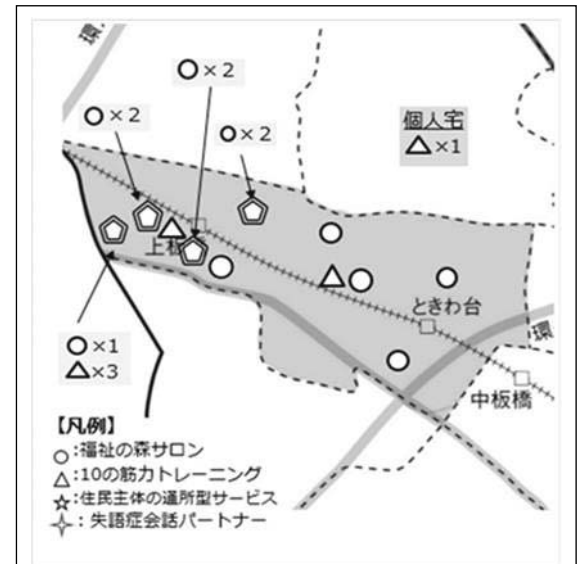 環
○×2
○×2
○×2
個人宅
△×1
上板
ときわ台
環
○×1
△×3
中板橋
【凡例】
○:福祉の森サロン
△:10の筋力トレーニング
☆:住民主体の通所型サービス
✧:失語症会話パートナー